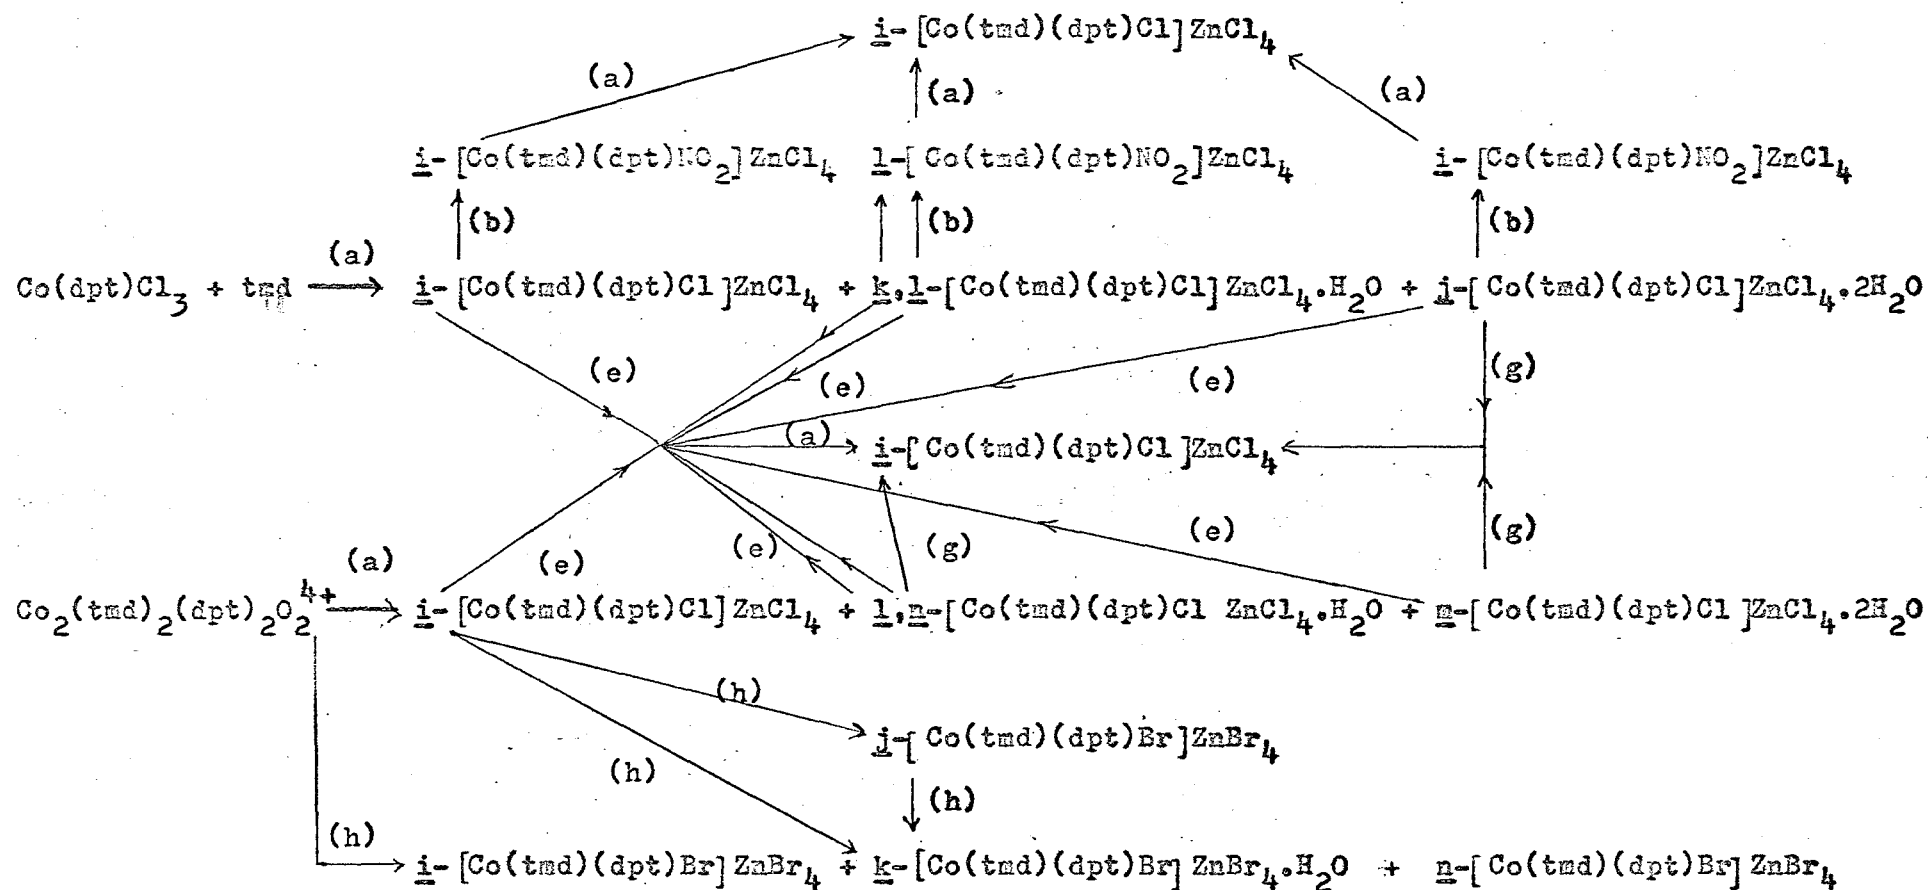 i-[Co(tmd)(dpt)Cl]ZnCl4
(a) (a) (a)
i-[Co(tmd)(dpt)NO2]ZnCl4 l-[Co(tmd)(dpt)NO2]ZnCl4 i-[Co(tmd)(dpt)NO2]ZnCl4
(b) (b) (b)
(a)
Co(dpt)Cl3 + tmd → i-[Co(tmd)(dpt)Cl]ZnCl4 + k,l-[Co(tmd)(dpt)Cl]ZnCl4.H2O + j-[Co(tmd)(dpt)Cl]ZnCl4.2H2O
(e) (e) (e) (g)
(a)
i-[Co(tmd)(dpt)Cl]ZnCl4
(a) (e) (e) (g) (e) (g)
Co2(tmd)2(dpt)2O2 4+ → i-[Co(tmd)(dpt)Cl]ZnCl4 + l,n-[Co(tmd)(dpt)Cl ZnCl4.H2O + m-[Co(tmd)(dpt)Cl]ZnCl4.2H2O
(h)
j-[Co(tmd)(dpt)Br]ZnBr4
(h) (h)
(h)
i-[Co(tmd)(dpt)Br]ZnBr4 + k-[Co(tmd)(dpt)Br]ZnBr4.H2O + n-[Co(tmd)(dpt)Br]ZnBr4